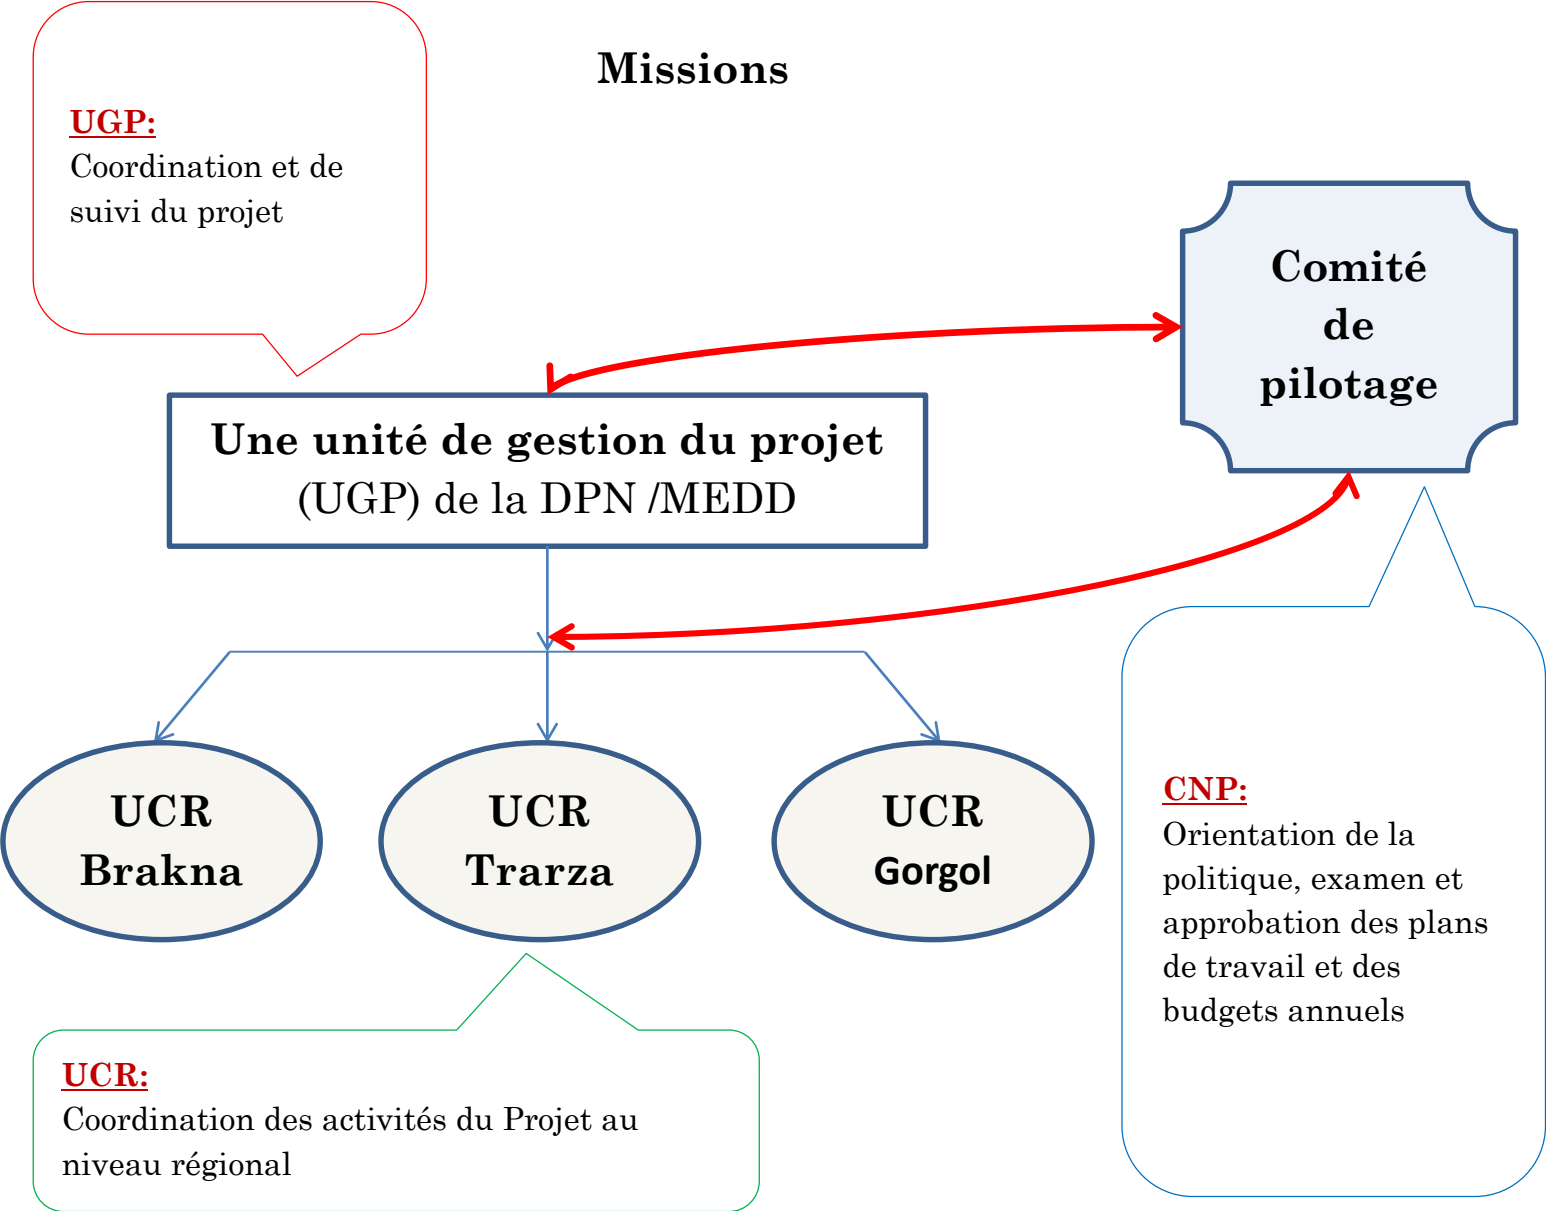 Missions
UGP:
Coordination et de
suivi du projet
Comité
de
pilotage
Une unité de gestion du projet
(UGP) de la DPN /MEDD
UCR
Brakna
UCR
Trarza
UCR
Gorgol
CNP:
Orientation de la
politique, examen et
approbation des plans
de travail et des
budgets annuels
UCR:
Coordination des activités du Projet au
niveau régional